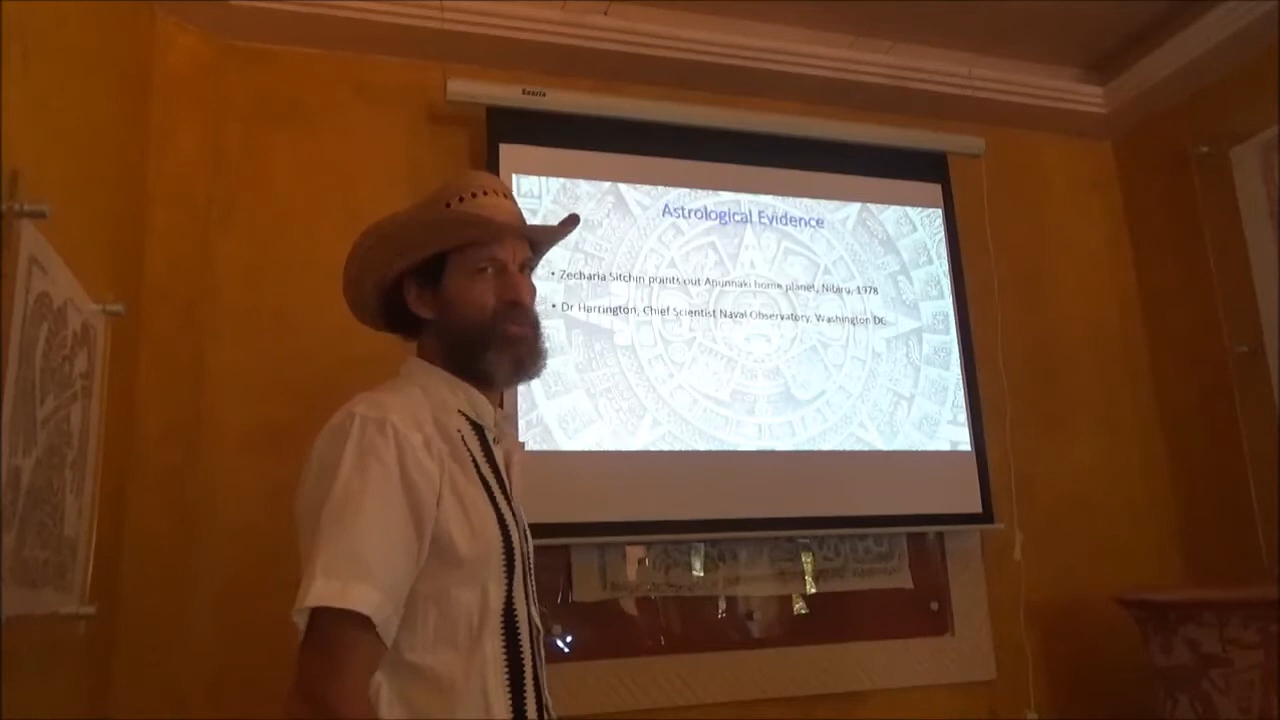 Astrological Evidence
• Zecharia Sitchin points out Anunnaki home planet, Nibiru, 1978
• Dr Harrington, Chief Scientist Naval Observatory, Washington DC